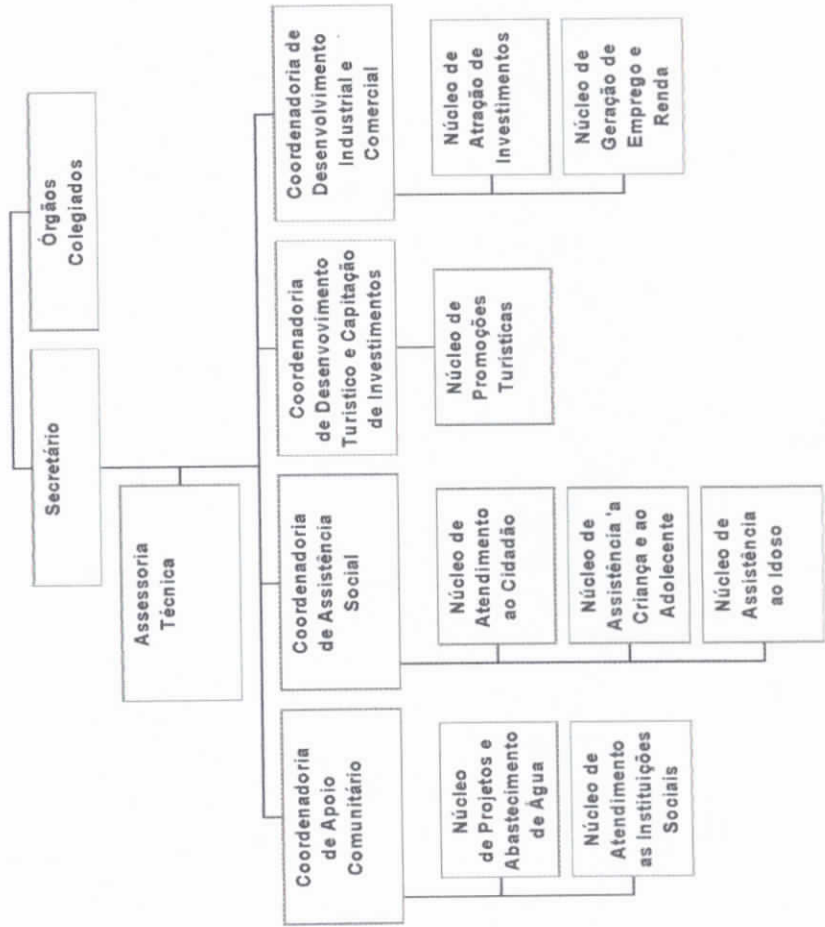 Secretário
Órgãos
Colegiados
Assessoria
Técnica
Coordenadoria
de Apoio
Comunitário
Coordenadoria
de Assistência
Social
Coordenadoria
de Desenvovimento
Turistico e Capitação
de Investimentos
Coordenadoria de
Desenvolvimento
Industrial e
Comercial
Núcleo
de Projetos e
Abastecimento
de Água
Núcleo de
Atendimento
as Instituições
Sociais
Núcleo de
Atendimento
ao Cidadão
Núcleo de
Assistência 'a
Criança e ao
Adolecente
Núcleo de
Assistência
ao Idoso
Núcleo de
Promoções
Turisticas
Núcleo de
Atração de
Investimentos
Núcleo de
Geração de
Emprego e
Renda